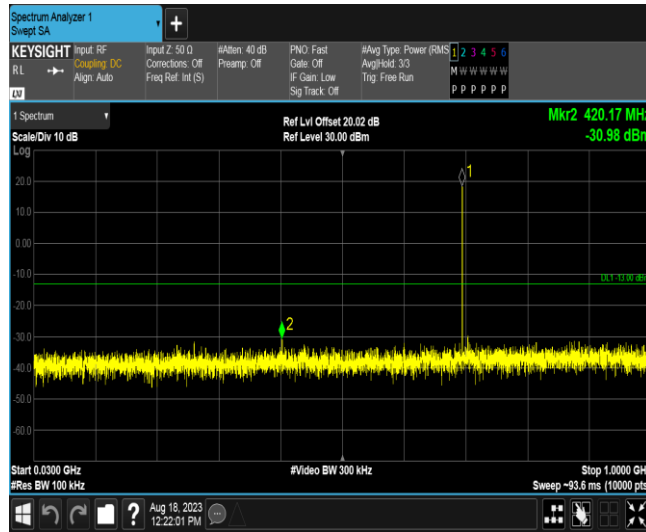 Spectrum Analyzer 1
Swept SA
+
KEYSIGHT
RL
LXI
Input: RF
Coupling: DC
Align: Auto
Input Z: 50 Ω
Corrections: Off
Freq Ref: Int (S)
#Atten: 40 dB
Preamp: Off
PNO: Fast
Gate: Off
IF Gain: Low
Sig Track: Off
#Avg Type: Power (RMS
Avg|Hold: 3/3
Trig: Free Run
1 2 3 4 5 6
M W W W W W
P P P P P P
1 Spectrum
Scale/Div 10 dB
Log
Ref Lvl Offset 20.02 dB
Ref Level 30.00 dBm
Mkr2 420.17 MHz
-30.98 dBm
1
20.0
10.0
0.00
-10.0
DL1 -13.00 dBm
-20.0
2
-30.0
-40.0
-50.0
-60.0
Start 0.0300 GHz
#Res BW 100 kHz
#Video BW 300 kHz
Stop 1.0000 GHz
Sweep ~93.6 ms (10000 pts
?
Aug 18, 2023
12:22:01 PM